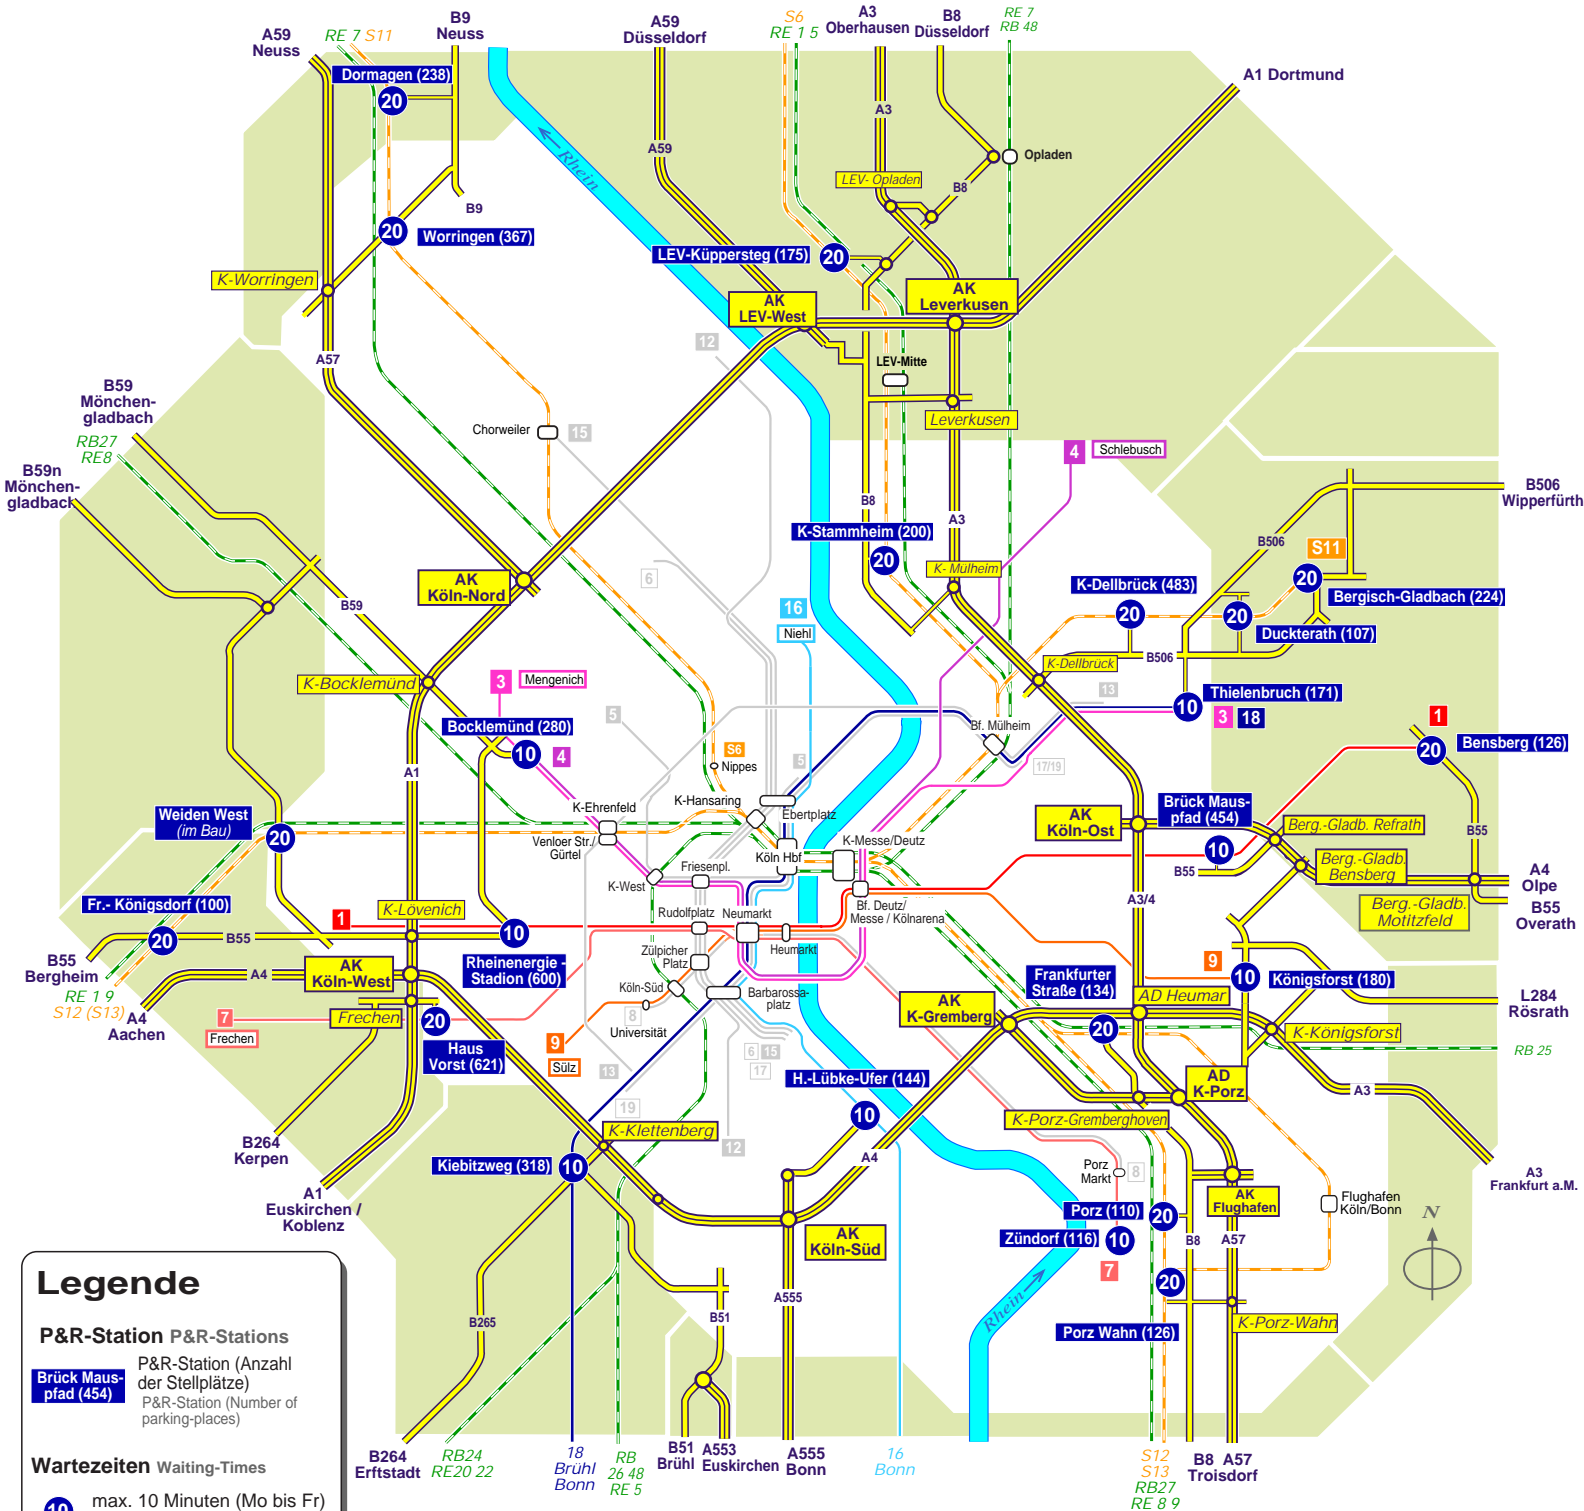 A59
Neuss
RE 7 S11
B9
Neuss
A59
Düsseldorf
S6
RE 1 5
A3
Oberhausen
B8
Düsseldorf
RE 7
RB 48
A1 Dortmund
Dormagen (238)
20
A59
A3
Rhein
Opladen
LEV- Opladen
B8
B9
20
Worringen (367)
LEV-Küppersteg (175)
20
K-Worringen
AK
LEV-West
AK
Leverkusen
12
A57
LEV-Mitte
B59
Mönchen-
gladbach
RB27
RE8
Chorweiler
15
Leverkusen
4
Schlebusch
B59n
Mönchen-
gladbach
B506
Wipperfürth
B8
A3
K-Stammheim (200)
20
B506
S11
AK
Köln-Nord
6
K- Mülheim
K-Dellbrück (483)
20
20
20
Bergisch-Gladbach (224)
B59
16
Niehl
Duckterath (107)
K-Dellbrück
B506
K-Bocklemünd
3
Mengenich
Thielenbruch (171)
13
10
3
18
5
Bocklemünd (280)
10
4
Bf. Mülheim
1
20
Bensberg (126)
S6
Nippes
5
17/19
A1
K-Hansaring
Ebertplatz
K-Ehrenfeld
Weiden West
(im Bau)
20
Venloer Str./
Gürtel
AK
Köln-Ost
Brück Maus-
pfad (454)
Berg.-Gladb. Refrath
B55
K-Messe/Deutz
Köln Hbf
10
Friesenpl.
K-West
B55
Berg.-Gladb.
Bensberg
A4
Olpe
A3/4
Fr.- Königsdorf (100)
20
K-Lövenich
1
Rudolfplatz
Neumarkt
Bf. Deutz/
Messe / Kölnarena
Berg.-Gladb.
Motitzfeld
B55
Overath
B55
10
Heumarkt
B55
Bergheim
Zülpicher
Platz
9
RE 1 9
S12 (S13)
A4
AK
Köln-West
Rheinenergie -
Stadion (600)
Frankfurter
Straße (134)
10
Königsforst (180)
Köln-Süd
Barbarossa-
platz
AD Heumar
L284
Rösrath
A4
Aachen
AK
K-Gremberg
7
Frechen
Frechen
20
8
Universität
20
K-Königsforst
RB 25
Haus
Vorst (621)
9
Sülz
6
15
17
13
H.-Lübke-Ufer (144)
10
AD
K-Porz
A3
K-Porz-Gremberghoven
19
K-Klettenberg
B264
Kerpen
12
A4
Kiebitzweg (318)
10
Porz
Markt
8
A3
Frankfurt a.M.
A1
Euskirchen /
Koblenz
AK
Flughafen
Flughafen
Köln/Bonn
N
Porz (110)
20
Zündorf (116)
10
AK
Köln-Süd
B8
A57
7
20
Legende
A555
B265
B51
Rhein
Porz Wahn (126)
K-Porz-Wahn
P&R-Station P&R-Stations
Brück Maus-
pfad (454)
P&R-Station (Anzahl
der Stellplätze)
P&R-Station (Number of
parking-places)
Wartezeiten Waiting-Times
10
max. 10 Minuten (Mo bis Fr)
B264
Erftstadt
RB24
RE20 22
18
Brühl
Bonn
RB
26 48
RE 5
B51
Brühl
A553
Euskirchen
A555
Bonn
16
Bonn
S12
S13
RB27
RE 8 9
B8
A57
Troisdorf